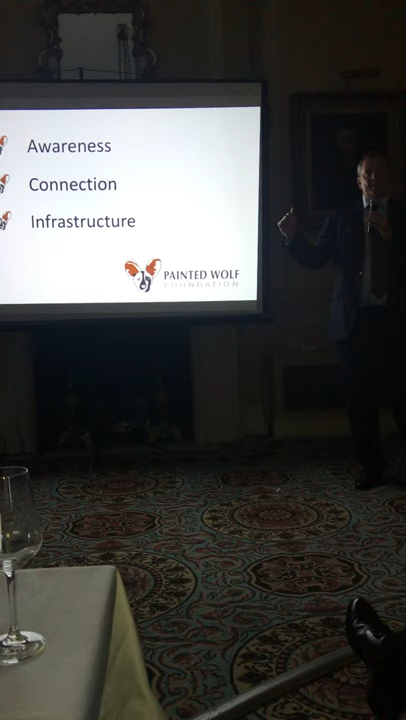 Awareness
Connection
Infrastructure
PAINTED WOLF
FOUNDATION